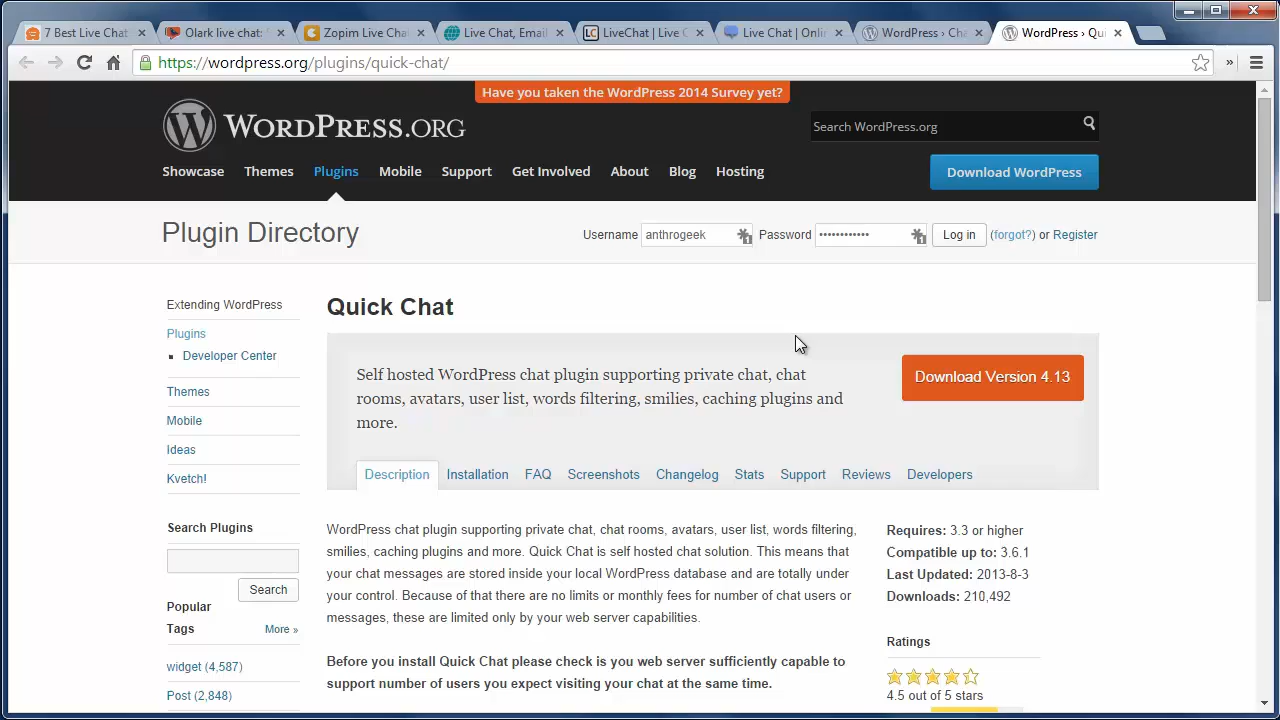 7 Best Live Chat
Olark live chat:
Zopim Live Cha
Live Chat, Email
LC
LiveChat | Live C
Live Chat | Onli
WordPress › Cha
WordPress › Qu
https://wordpress.org/plugins/quick-chat/
»
Have you taken the WordPress 2014 Survey yet?
WORDPRESS.ORG
Search WordPress.org
Showcase Themes Plugins Mobile Support Get Involved About Blog Hosting
Download WordPress
Plugin Directory
Username anthrogeek Password •••••••••••• Log in (forgot?) or Register
Extending WordPress
Plugins
Developer Center
Themes
Mobile
Ideas
Kvetch!
Search Plugins
Search
Popular
Tags More »
widget (4,587)
Post (2,848)
Quick Chat
Self hosted WordPress chat plugin supporting private chat, chat
rooms, avatars, user list, words filtering, smilies, caching plugins and
more.
Download Version 4.13
Description Installation FAQ Screenshots Changelog Stats Support Reviews Developers
WordPress chat plugin supporting private chat, chat rooms, avatars, user list, words filtering,
smilies, caching plugins and more. Quick Chat is self hosted chat solution. This means that
your chat messages are stored inside your local WordPress database and are totally under
your control. Because of that there are no limits or monthly fees for number of chat users or
messages, these are limited only by your web server capabilities.
Before you install Quick Chat please check is you web server sufficiently capable to
support number of users you expect visiting your chat at the same time.
Requires: 3.3 or higher
Compatible up to: 3.6.1
Last Updated: 2013-8-3
Downloads: 210,492
Ratings
4.5 out of 5 stars